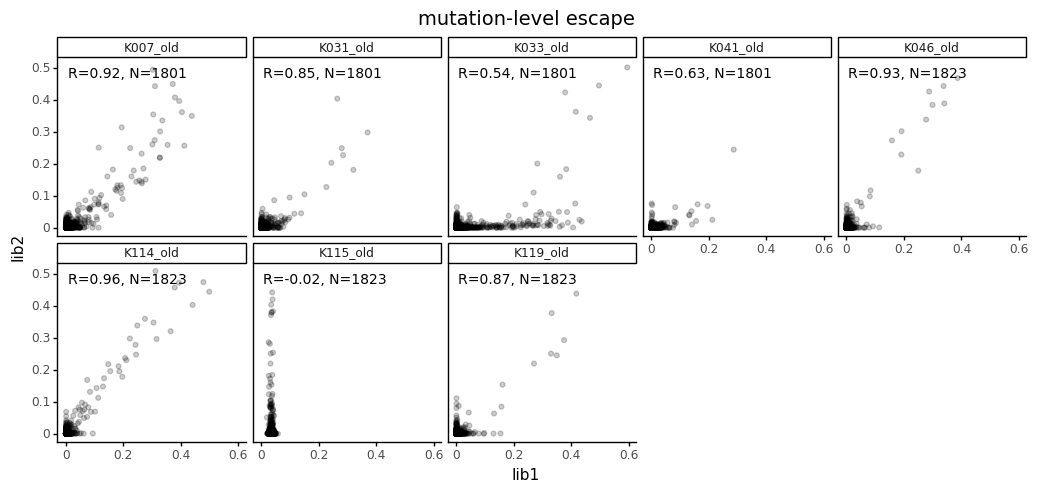 mutation-level escape
K007_old K031_old K033_old K041_old K046_old
R=0.92, N=1801 R=0.85, N=1801 R=0.54, N=1801 R=0.63, N=1801 R=0.93, N=1823
0.5
0.4
0.3
0.2
0.1
0
0 0.2 0.4 0.6 0 0.2 0.4 0.6
lib2
K114_old K115_old K119_old
R=0.96, N=1823 R=-0.02, N=1823 R=0.87, N=1823
0.5
0.4
0.3
0.2
0.1
0
0 0.2 0.4 0.6 0 0.2 0.4 0.6 0 0.2 0.4 0.6
lib1